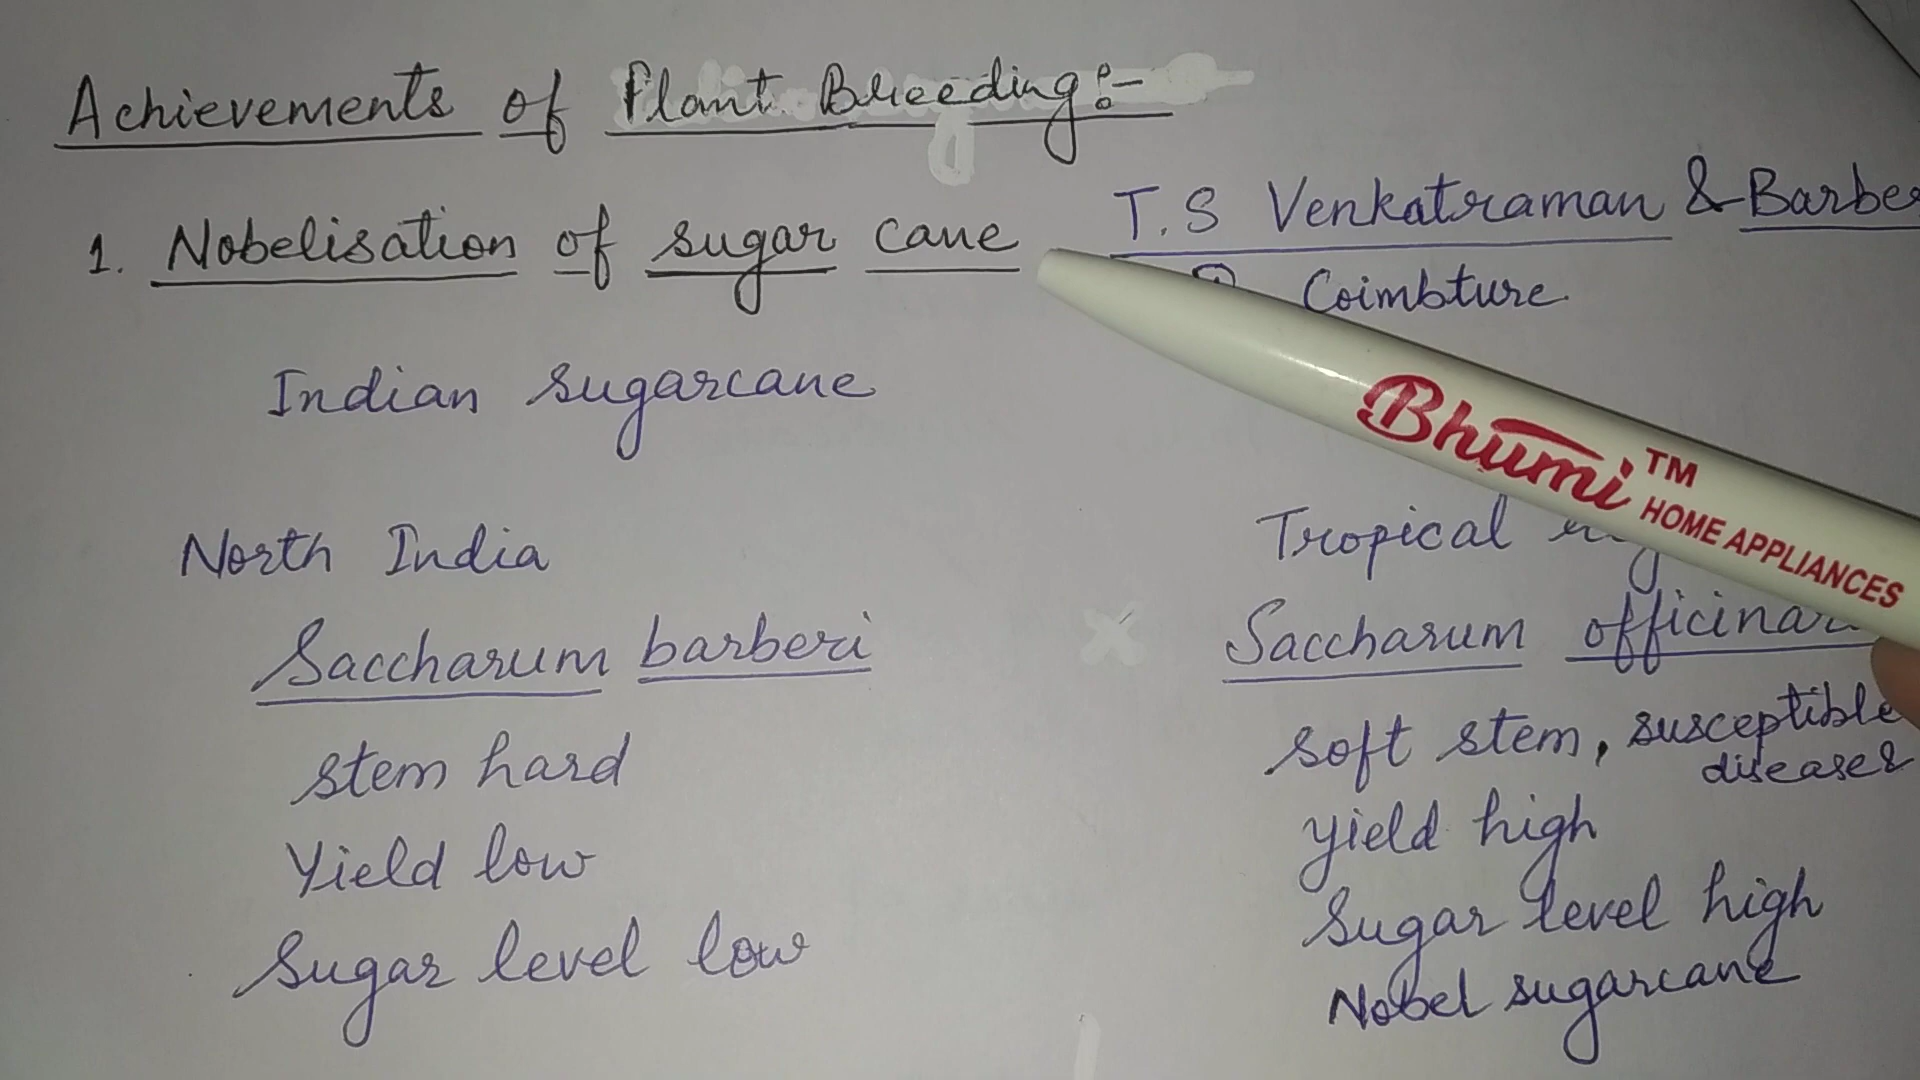 Achievements of Plant Breeding:-
1. Nobelisation of sugar cane
T.S Venkatraman & Barbe
Coimbture
Indian sugarcane
North India
Saccharum barberi
stem hard
Yield low
Sugar level low
Tropical
Saccharum officinar
soft stem, susceptible
diseases
yield high
Sugar level high
Nobel sugarcane
Bhumi TM
HOME APPLIANCES